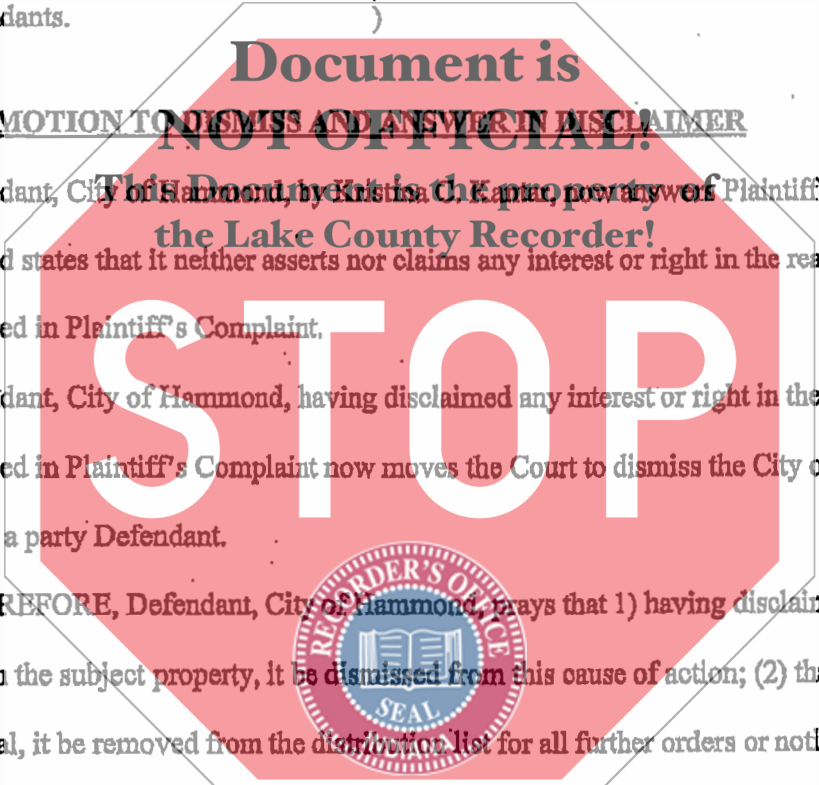 dants. )
Document is
MOTION TO DISMISS AND ANSWER IN DISCLAIMER
NOT OFFICIAL!
dant, City of Hammond, by Kristina C. Kantar, now answers Plaintiff
This Document is the property of
the Lake County Recorder!
d states that it neither asserts nor claims any interest or right in the rea
ed in Plaintiff's Complaint.
STOP
dant, City of Hammond, having disclaimed any interest or right in the
ed in Plaintiff's Complaint now moves the Court to dismiss the City o
a party Defendant.
REFORE, Defendant, City of Hammond, prays that 1) having disclaim
the subject property, it be dismissed from this cause of action; (2) tha
al, it be removed from the distribution list for all further orders or noti
RECORDER'S OFFICE
SEAL
INDIANA